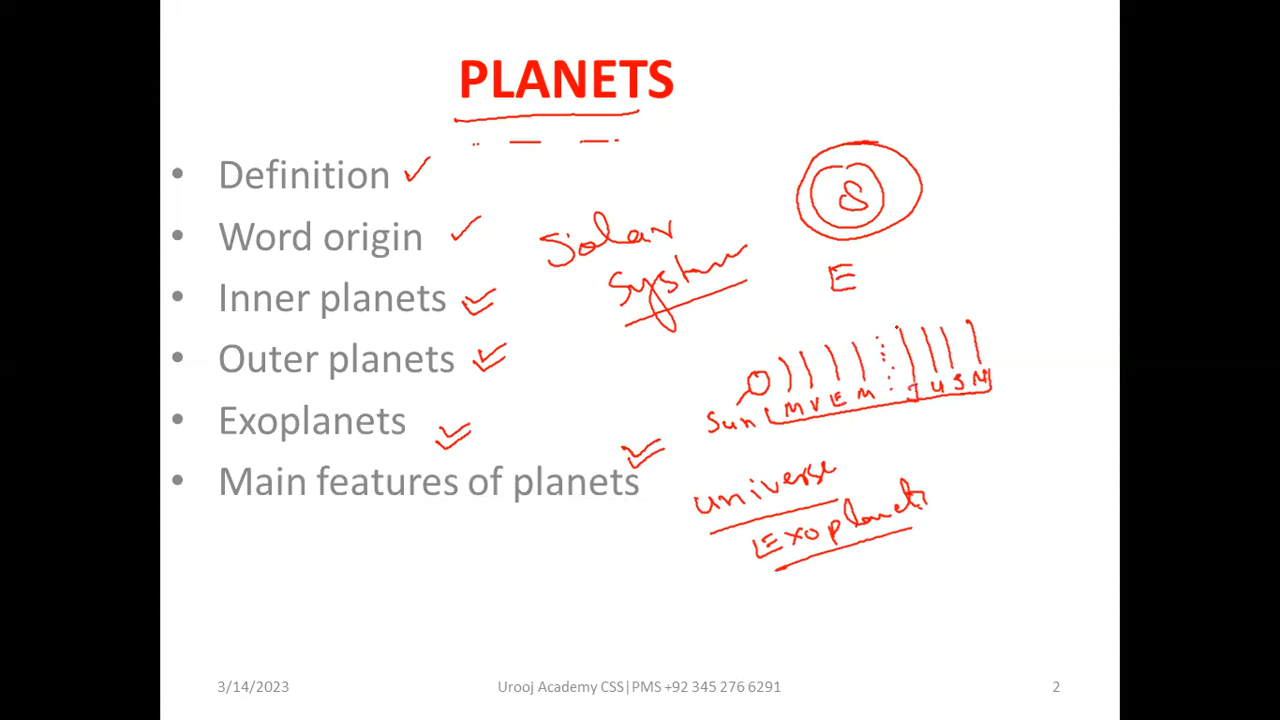 PLANETS
• Definition
• Word origin
Solar
System
S
E
• Inner planets
• Outer planets
Sun M V E M J U S N
• Exoplanets
• Main features of planets
universe
Exoplanets
3/14/2023 Urooj Academy CSS|PMS +92 345 276 6291 2